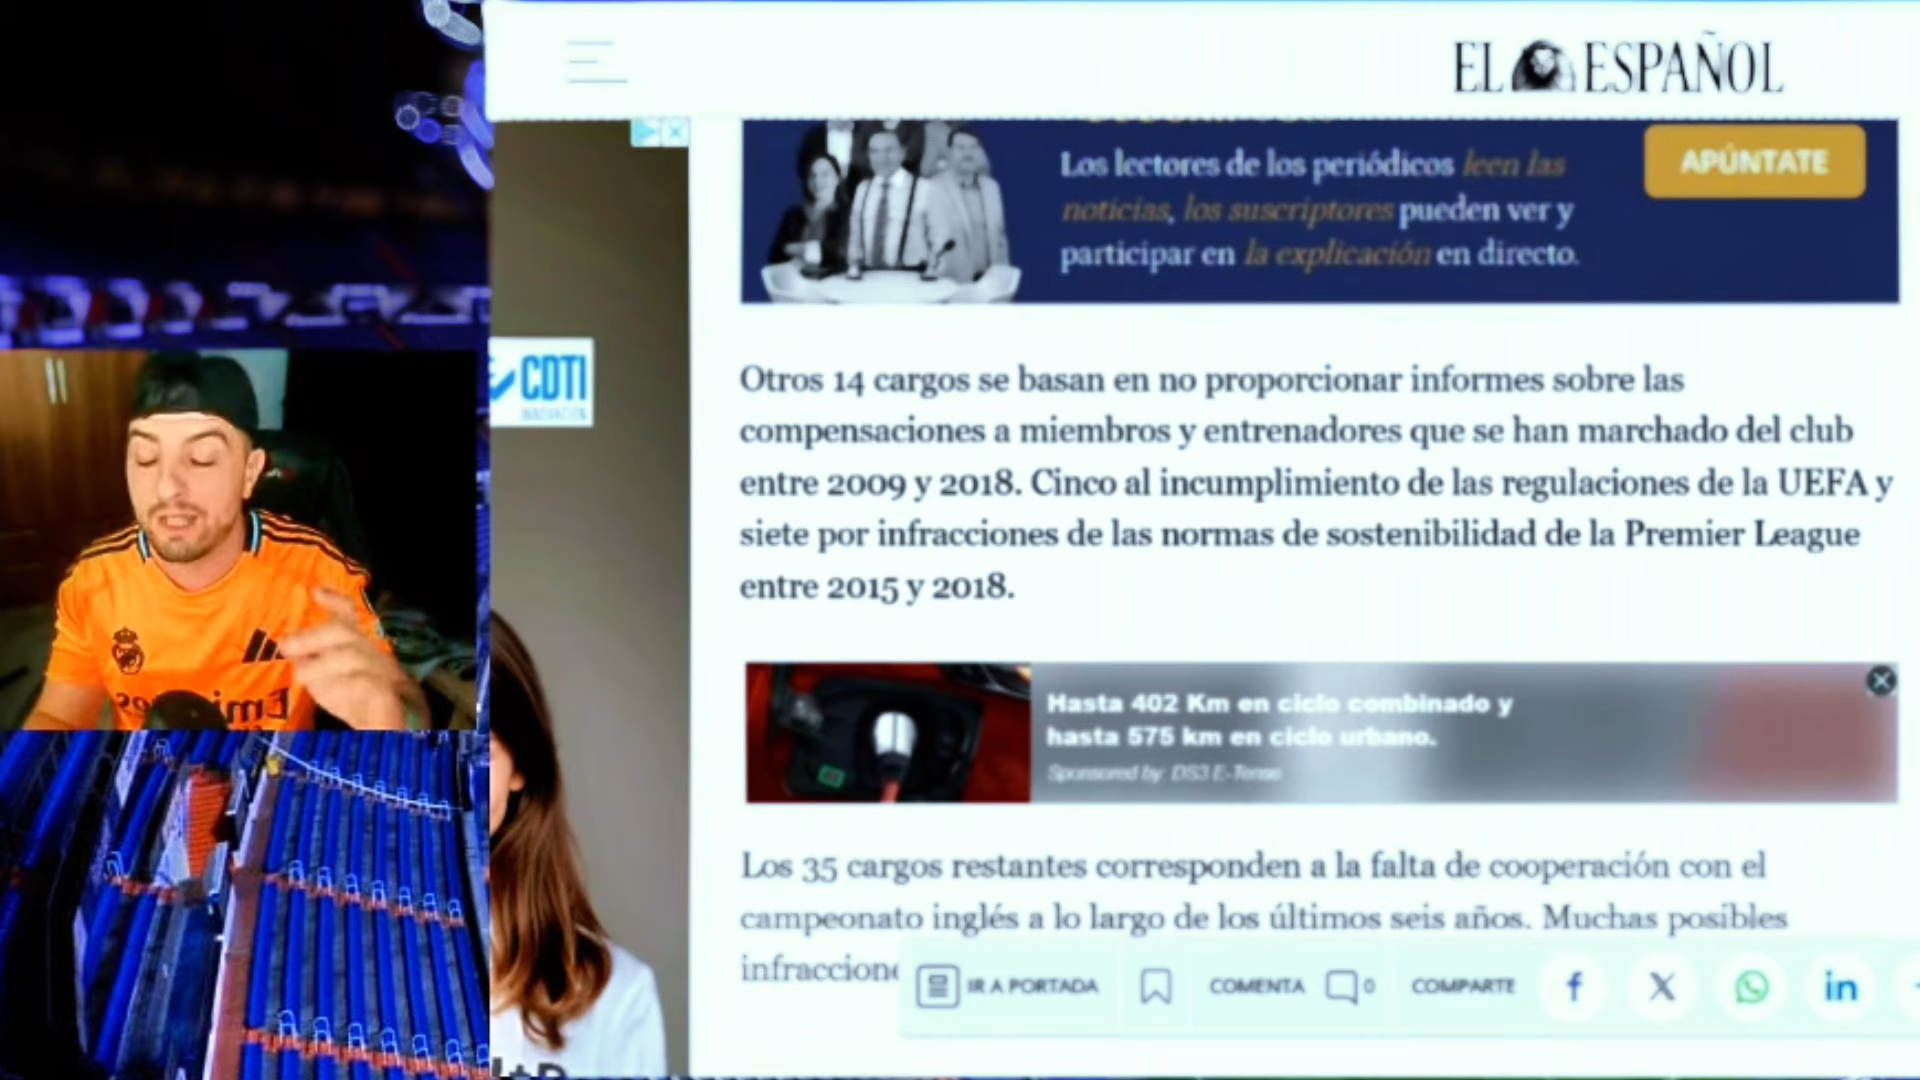 EL ESPAÑOL
Los lectores de los periódicos leen las
noticias, los suscriptores pueden ver y
participar en la explicación en directo.
APÚNTATE
CDTI
INNOVACIÓN
Otros 14 cargos se basan en no proporcionar informes sobre las
compensaciones a miembros y entrenadores que se han marchado del club
entre 2009 y 2018. Cinco al incumplimiento de las regulaciones de la UEFA y
siete por infracciones de las normas de sostenibilidad de la Premier League
entre 2015 y 2018.
Hasta 402 Km en ciclo combinado y
hasta 575 km en ciclo urbano.
Sponsored by: DS3 E-Tense
Los 35 cargos restantes corresponden a la falta de cooperación con el
campeonato inglés a lo largo de los últimos seis años. Muchas posibles
IR A PORTADA
COMENTA
0
COMPARTE